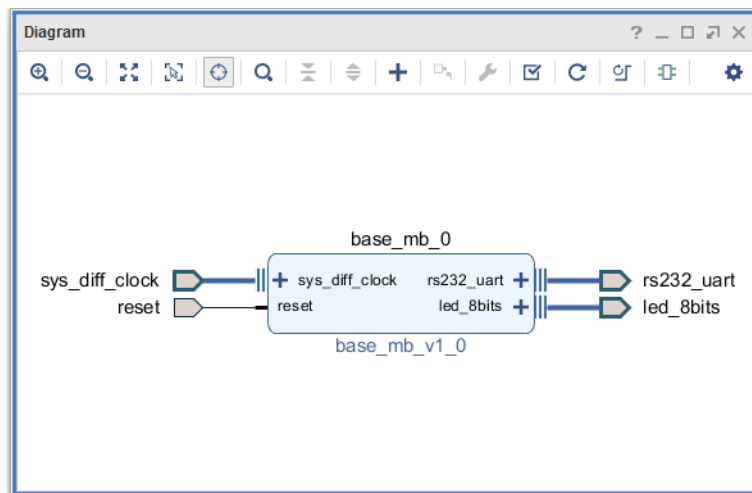 Diagram
base_mb_0
sys_diff_clock sys_diff_clock rs232_uart rs232_uart
reset reset led_8bits led_8bits
base_mb_v1_0